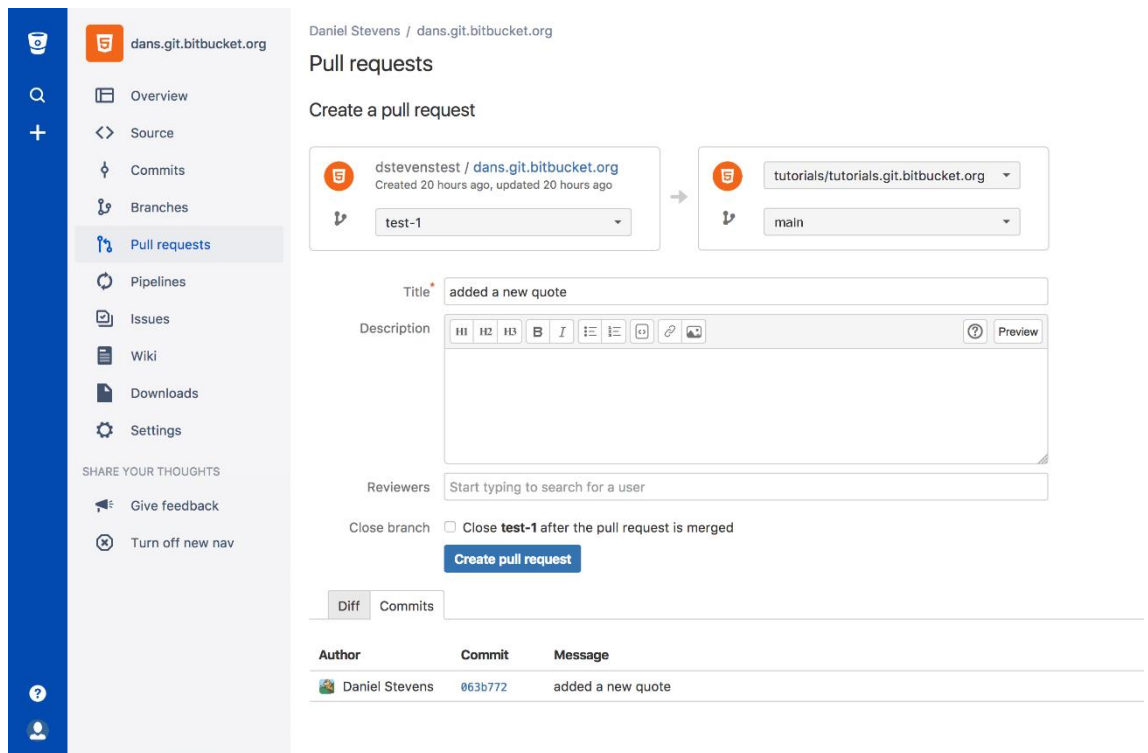 dans.git.bitbucket.org
Overview
Source
Commits
Branches
Pull requests
Pipelines
Issues
Wiki
Downloads
Settings
SHARE YOUR THOUGHTS
Give feedback
Turn off new nav
Daniel Stevens / dans.git.bitbucket.org
Pull requests
Create a pull request
dstevenstest / dans.git.bitbucket.org
Created 20 hours ago, updated 20 hours ago
test-1
tutorials/tutorials.git.bitbucket.org
main
Title* added a new quote
Description H1 H2 H3 B I Preview
Reviewers Start typing to search for a user
Close branch Close test-1 after the pull request is merged
Create pull request
Diff Commits
Author Commit Message
Daniel Stevens 063b772 added a new quote